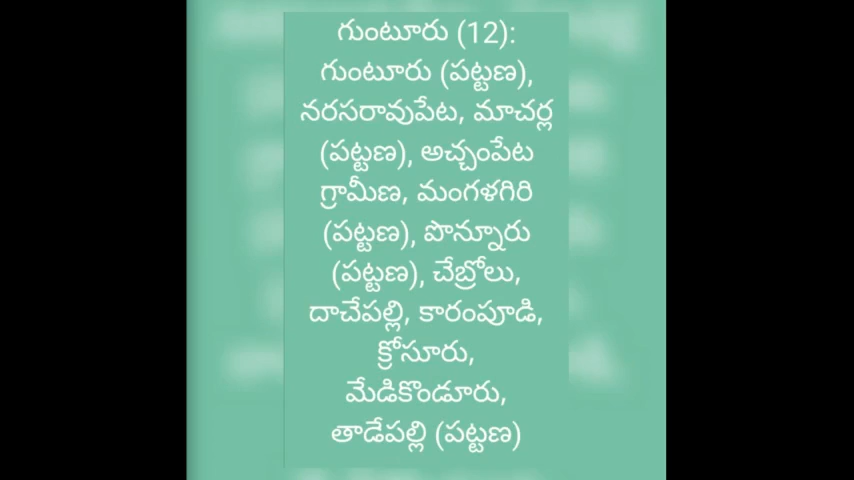 గుంటూరు (12):
గుంటూరు (పట్టణ),
నరసరావుపేట, మాచర్ల
(పట్టణ), అచ్చంపేట
గ్రామీణ, మంగళగిరి
(పట్టణ), పొన్నూరు
(పట్టణ), చేబ్రోలు,
దాచేపల్లి, కారంపూడి,
క్రోసూరు,
మేడికొండూరు,
తాడేపల్లి (పట్టణ)